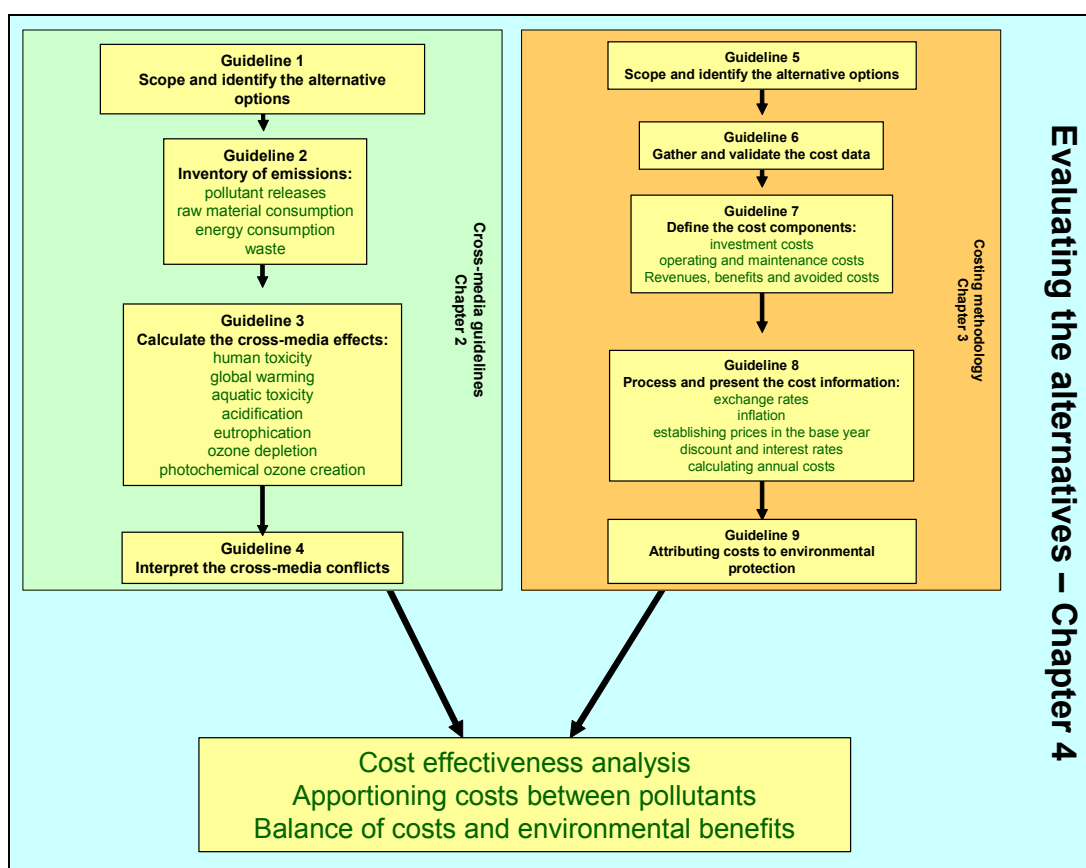 Guideline 1
Scope and identify the alternative
options
Guideline 2
Inventory of emissions:
pollutant releases
raw material consumption
energy consumption
waste
Guideline 3
Calculate the cross-media effects:
human toxicity
global warming
aquatic toxicity
acidification
eutrophication
ozone depletion
photochemical ozone creation
Guideline 4
Interpret the cross-media conflicts
Cross-media guidelines
Chapter 2
Guideline 5
Scope and identify the alternative options
Guideline 6
Gather and validate the cost data
Guideline 7
Define the cost components:
investment costs
operating and maintenance costs
Revenues, benefits and avoided costs
Guideline 8
Process and present the cost information:
exchange rates
inflation
establishing prices in the base year
discount and interest rates
calculating annual costs
Guideline 9
Attributing costs to environmental
protection
Costing methodology
Chapter 3
Cost effectiveness analysis
Apportioning costs between pollutants
Balance of costs and environmental benefits
Evaluating the alternatives – Chapter 4